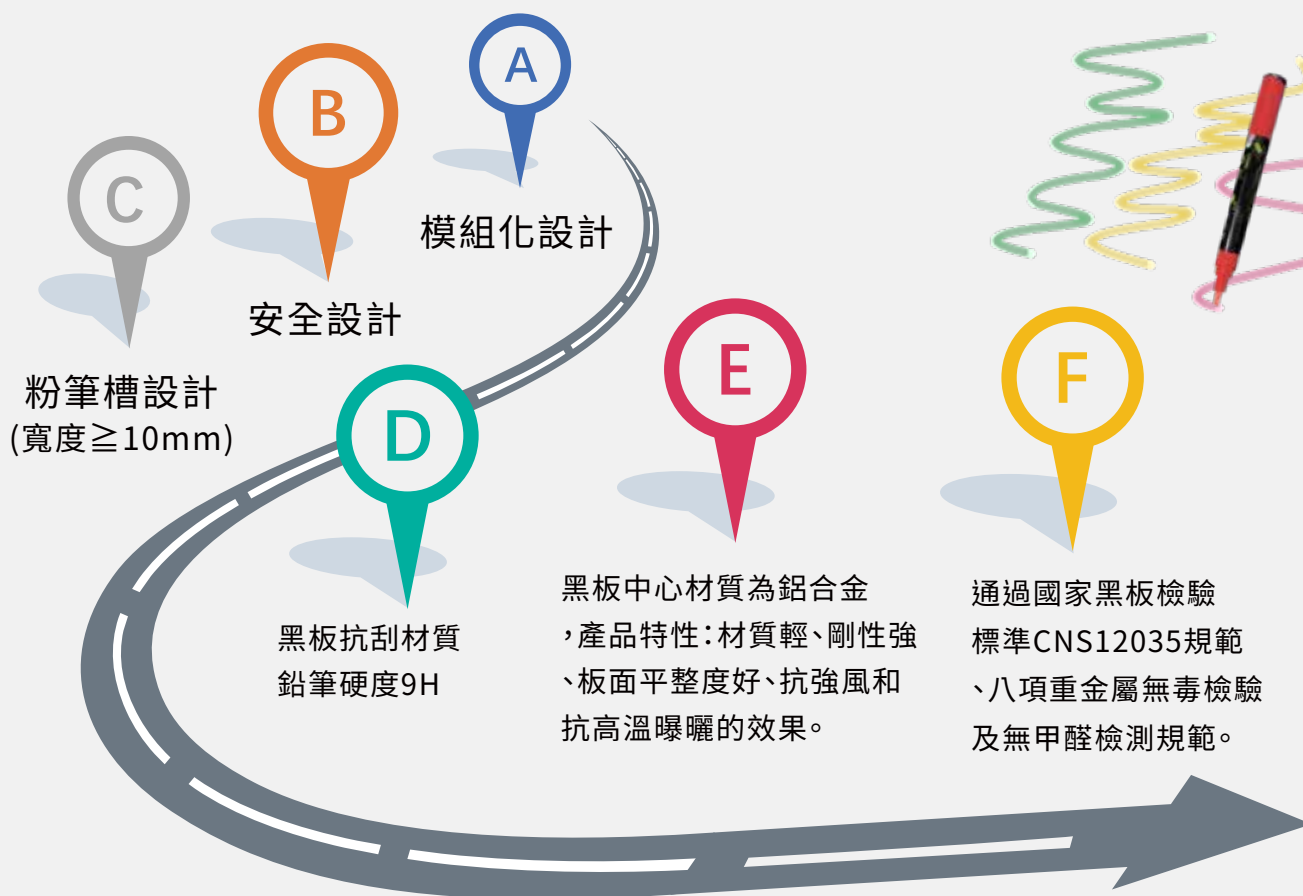 A
模組化設計
B
安全設計
C
粉筆槽設計
(寬度≧10mm)
D
黑板抗刮材質
鉛筆硬度9H
E
黑板中心材質為鋁合金
，產品特性：材質輕、剛性強
、板面平整度好、抗強風和
抗高溫曝曬的效果。
F
通過國家黑板檢驗
標準CNS12035規範
、八項重金屬無毒檢驗
及無甲醛檢測規範。